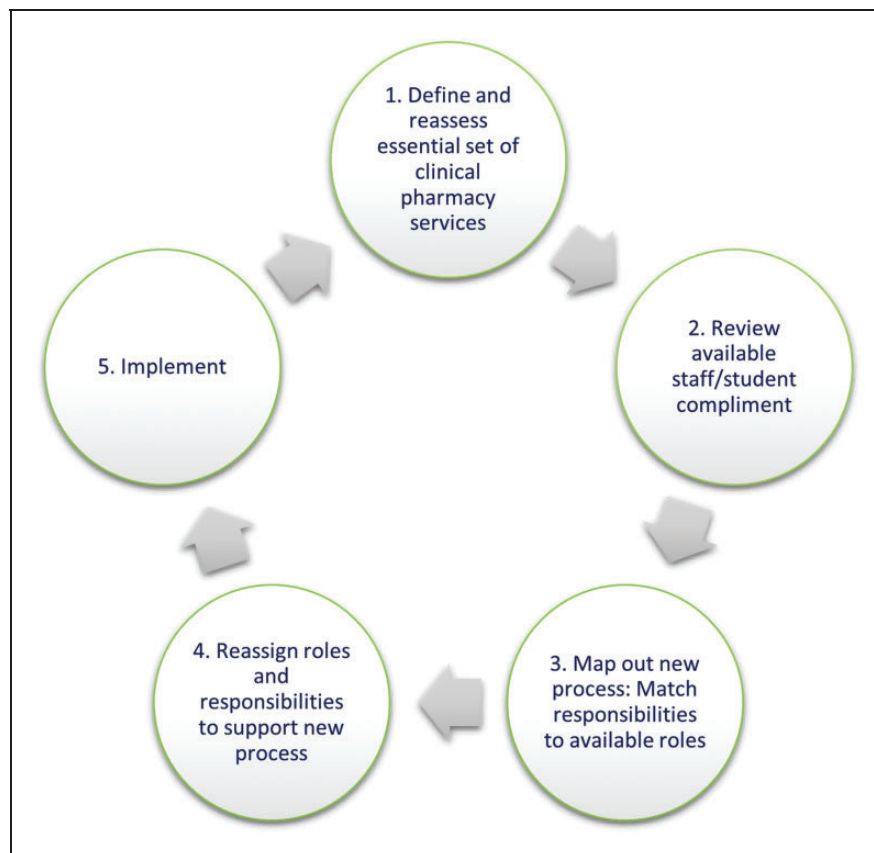 1. Define and
reassess
essential set of
clinical
pharmacy
services
2. Review
available
staff/student
compliment
3. Map out new
process: Match
responsibilities
to available roles
4. Reassign roles
and
responsibilities
to support new
process
5. Implement